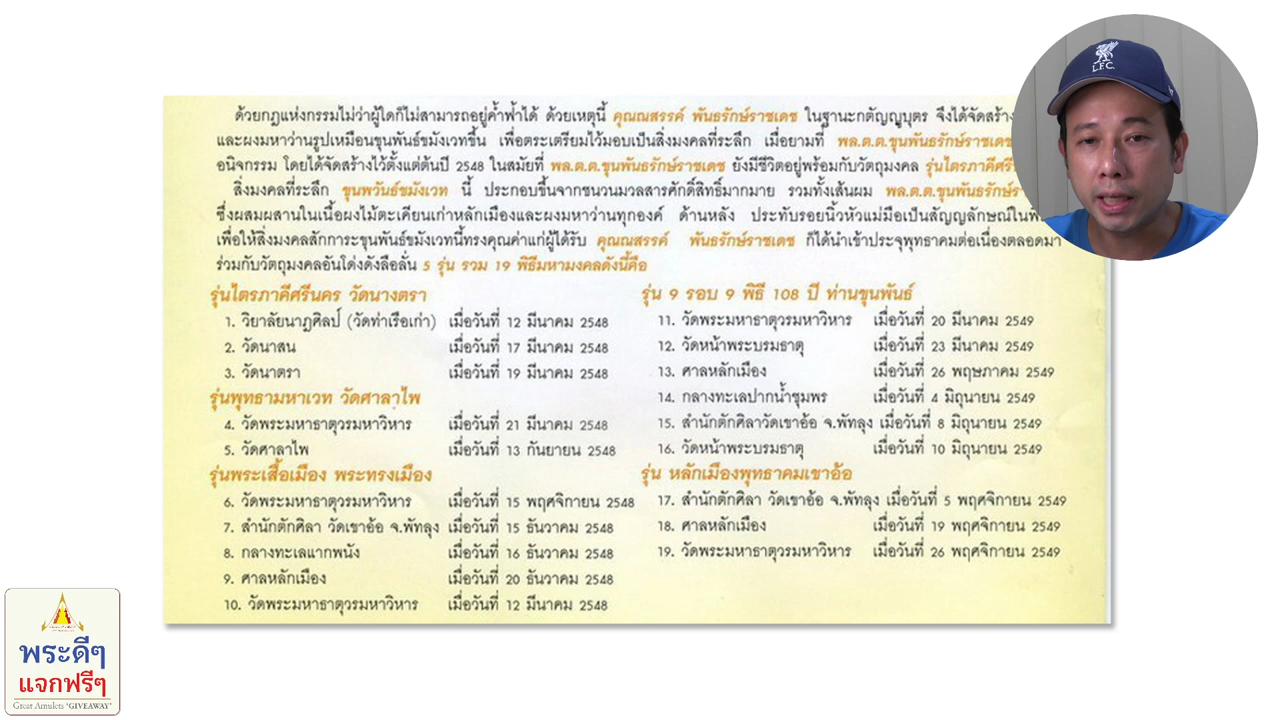 ด้วยกฎแห่งกรรมไม่ว่าผู้ใดก็ไม่สามารถอยู่ค้ำฟ้าได้ ด้วยเหตุนี้ คุณณสรรค์ พันธรักษ์ราชเดช ในฐานะกตัญญูบุตร จึงได้จัดสร้าง
และผงมหาว่านรูปเหมือนขุนพันธ์ขมังเวทขึ้น เพื่อตระเตรียมไว้มอบเป็นสิ่งมงคลที่ระลึก เมื่อยามที่ พล.ต.ต.ขุนพันธรักษ์ราชเดช
อนิจกรรม โดยได้จัดสร้างไว้ตั้งแต่ต้นปี 2548 ในสมัยที่ พล.ต.ต.ขุนพันธรักษ์ราชเดช ยังมีชีวิตอยู่พร้อมกับวัตถุมงคล รุ่นไตรภาคีศรี
สิ่งมงคลที่ระลึก ขุนพันธ์ขมังเวท นี้ ประกอบขึ้นจากชนวนมวลสารศักดิ์สิทธิ์มากมาย รวมทั้งเส้นผม พล.ต.ต.ขุนพันธรักษ์
ซึ่งผสมผสานในเนื้อผงไม้ตะเคียนเก่าหลักเมืองและผงมหาว่านทุกองค์ ด้านหลัง ประทับรอยนิ้วหัวแม่มือเป็นสัญญลักษณ์
เพื่อให้สิ่งมงคลสักการะขุนพันธ์ขมังเวทนี้ทรงคุณค่าแก่ผู้ได้รับ คุณณสรรค์ พันธรักษ์ราชเดช ก็ได้นำเข้าประจุพุทธาคมต่อเนื่องตลอดมา
ร่วมกับวัตถุมงคลอันโด่งดังลือลั่น 5 รุ่น รวม 19 พิธีมหามงคลดังนี้คือ
รุ่นไตรภาคีศรีนคร วัดนางตรา
1. วิยาลัยนาฏศิลป์ (วัดท่าเรือเก่า) เมื่อวันที่ 12 มีนาคม 2548
2. วัดนาสน เมื่อวันที่ 17 มีนาคม 2548
3. วัดนาตรา เมื่อวันที่ 19 มีนาคม 2548
รุ่นพุทธามหาเวท วัดศาลาไพ
4. วัดพระมหาธาตุวรมหาวิหาร เมื่อวันที่ 21 มีนาคม 2548
5. วัดศาลาไพ เมื่อวันที่ 13 กันยายน 2548
รุ่นพระเสื้อเมือง พระทรงเมือง
6. วัดพระมหาธาตุวรมหาวิหาร เมื่อวันที่ 15 พฤศจิกายน 2548
7. สำนักตักศิลา วัดเขาอ้อ จ.พัทลุง เมื่อวันที่ 15 ธันวาคม 2548
8. กลางทะเลแากพนัง เมื่อวันที่ 16 ธันวาคม 2548
9. ศาลหลักเมือง เมื่อวันที่ 20 ธันวาคม 2548
10. วัดพระมหาธาตุวรมหาวิหาร เมื่อวันที่ 12 มีนาคม 2548
รุ่น 9 รอบ 9 พิธี 108 ปี ท่านขุนพันธ์
11. วัดพระมหาธาตุวรมหาวิหาร เมื่อวันที่ 20 มีนาคม 2549
12. วัดหน้าพระบรมธาตุ เมื่อวันที่ 23 มีนาคม 2549
13. ศาลหลักเมือง เมื่อวันที่ 26 พฤษภาคม 2549
14. กลางทะเลปากน้ำชุมพร เมื่อวันที่ 4 มิถุนายน 2549
15. สำนักตักศิลาวัดเขาอ้อ จ.พัทลุง เมื่อวันที่ 8 มิถุนายน 2549
16. วัดหน้าพระบรมธาตุ เมื่อวันที่ 10 มิถุนายน 2549
รุ่น หลักเมืองพุทธาคมเขาอ้อ
17. สำนักตักศิลา วัดเขาอ้อ จ.พัทลุง เมื่อวันที่ 5 พฤศจิกายน 2549
18. ศาลหลักเมือง เมื่อวันที่ 19 พฤศจิกายน 2549
19. วัดพระมหาธาตุวรมหาวิหาร เมื่อวันที่ 26 พฤศจิกายน 2549
L.F.C.
พระดีๆ
แจกฟรีๆ
Great Amulets "GIVEAWAY"